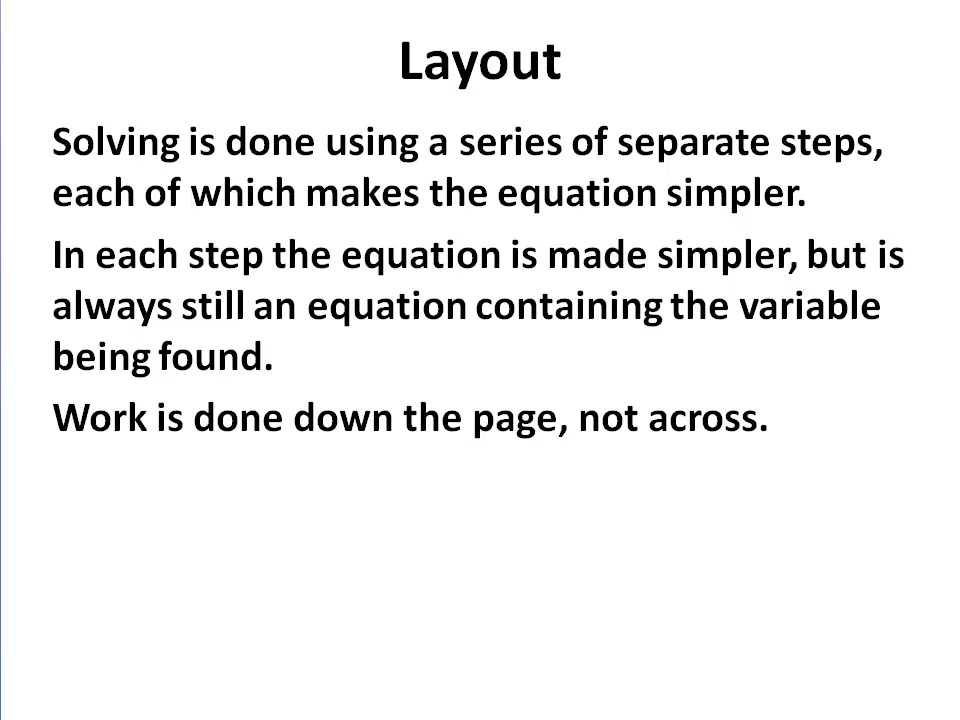 Layout
Solving is done using a series of separate steps,
each of which makes the equation simpler.
In each step the equation is made simpler, but is
always still an equation containing the variable
being found.
Work is done down the page, not across.